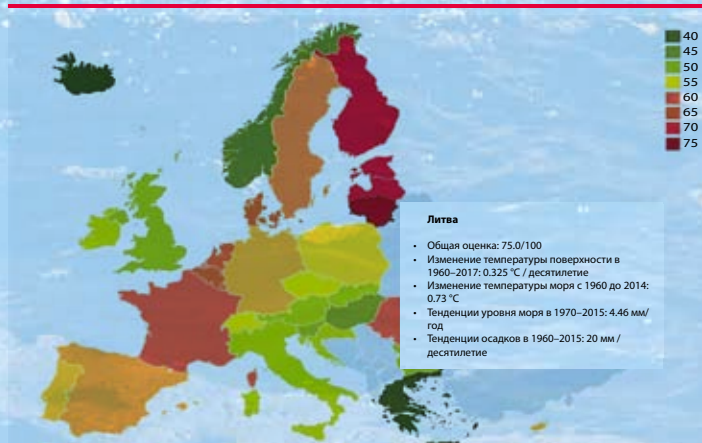 40
45
50
55
60
65
70
75
Литва
• Общая оценка: 75.0/100
• Изменение температуры поверхности в
1960–2017: 0.325 °C / десятилетие
• Изменение температуры моря с 1960 до 2014:
0.73 °C
• Тенденции уровня моря в 1970–2015: 4.46 мм/
год
• Тенденции осадков в 1960–2015: 20 мм /
десятилетие